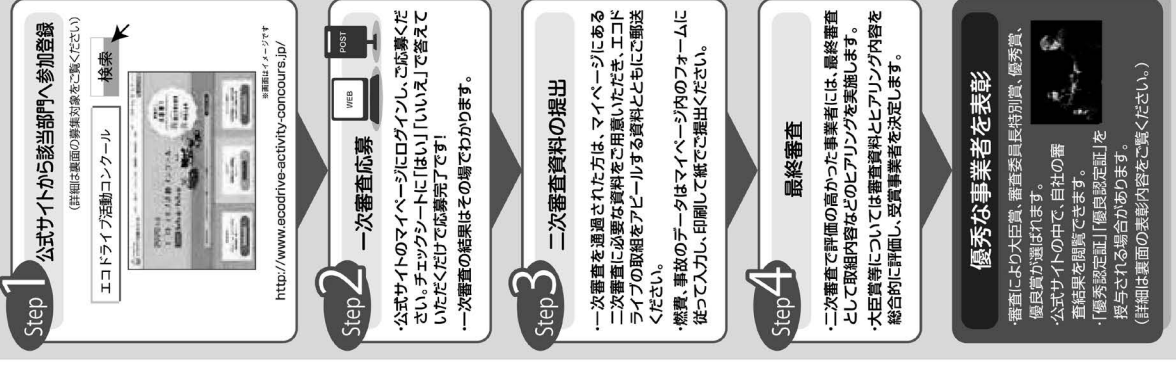 Step1
公式サイトから該当部門へ参加登録
(詳細は裏面の募集対象をご覧ください)
エコドライブ活動コンクール
検索
※画面はイメージです
http://www.ecodrive-activity-concours.jp/
Step2
一次審査応募
WEB
POST
・公式サイトのマイページにログインし、ご応募くだ
さい。チェックシートに「はい」「いいえ」で答えて
いただくだけで応募完了です!
・一次審査の結果はその場でわかります。
Step3
二次審査資料の提出
・一次審査を通過された方は、マイページにある
二次審査に必要な資料をご用意いただき、エコド
ライブの取組をアピールする資料とともにご郵送
ください。
・燃費、事故のデータはマイページ内のフォームに
従って入力し、印刷して紙でご提出ください。
Step4
最終審査
・二次審査で評価の高かった事業者には、最終審査
として取組内容などのヒアリングを実施します。
・大臣賞等については審査資料とヒアリング内容を
総合的に評価し、受賞事業者を決定します。
優秀な事業者を表彰
・審査により大臣賞、審査委員長特別賞、優秀賞、
優良賞が選ばれます。
・公式サイトの中で、自社の審
査結果を閲覧できます。
・「優秀認定証」「優良認定証」を
授与される場合があります。
(詳細は裏面の表彰内容をご覧ください。)